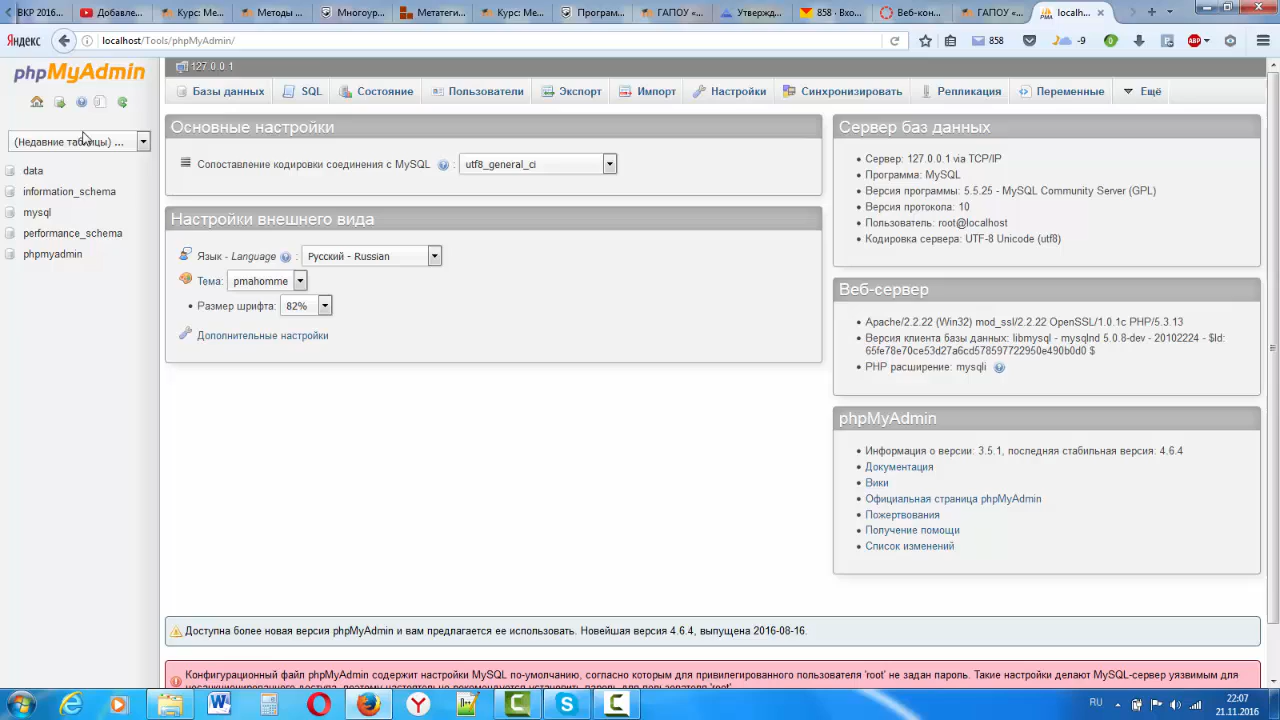 ВКР 2016...
Добавле...
Курс Ме...
Методы ...
Многоур...
Метатеги...
Курс Ме...
Програм...
ГАПОУ «...
Утвержд...
858 · Вхо...
Веб-кон...
ГАПОУ «...
localh...
Яндекс
localhost/Tools/phpMyAdmin/
858
-9
0
ABP
phpMyAdmin
127.0.0.1
Базы данных
SQL
Состояние
Пользователи
Экспорт
Импорт
Настройки
Синхронизировать
Репликация
Переменные
Ещё
(Недавние таблицы) ...
data
information_schema
mysql
performance_schema
phpmyadmin
Основные настройки
Сопоставление кодировки соединения с MySQL : utf8_general_ci
Настройки внешнего вида
Язык - Language : Русский - Russian
Тема: pmahomme
Размер шрифта: 82%
Дополнительные настройки
Сервер баз данных
Сервер: 127.0.0.1 via TCP/IP
Программа: MySQL
Версия программы: 5.5.25 - MySQL Community Server (GPL)
Версия протокола: 10
Пользователь: root@localhost
Кодировка сервера: UTF-8 Unicode (utf8)
Веб-сервер
Apache/2.2.22 (Win32) mod_ssl/2.2.22 OpenSSL/1.0.1c PHP/5.3.13
Версия клиента базы данных: libmysql - mysqlnd 5.0.8-dev - 20102224 - $Id:
65fe78e70ce53d27a6cd578597722950e490b0d0 $
PHP расширение: mysqli
phpMyAdmin
Информация о версии: 3.5.1, последняя стабильная версия: 4.6.4
Документация
Вики
Официальная страница phpMyAdmin
Пожертвования
Получение помощи
Список изменений
Доступна более новая версия phpMyAdmin и вам предлагается ее использовать. Новейшая версия 4.6.4, выпущена 2016-08-16.
Конфигурационный файл phpMyAdmin содержит настройки MySQL по-умолчанию, согласно которым для привилегированного пользователя 'root' не задан пароль. Такие настройки делают MySQL-сервер уязвимым для
RU
22:07
21.11.2016